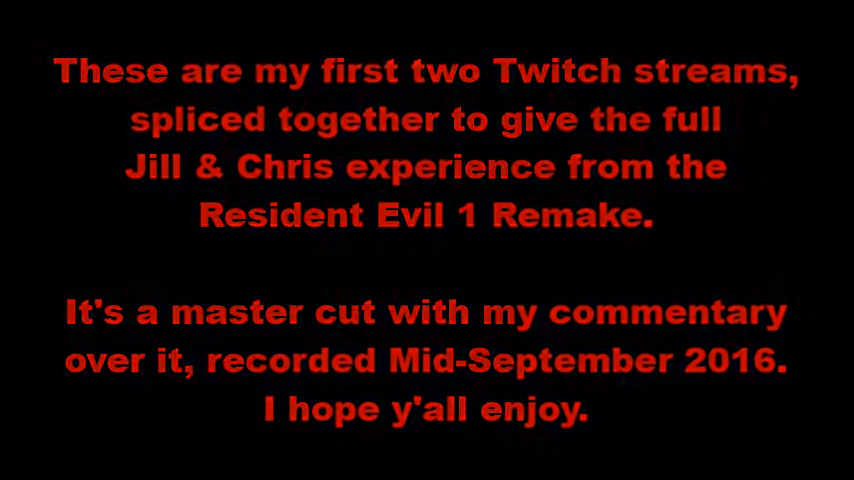 These are my first two Twitch streams,
spliced together to give the full
Jill & Chris experience from the
Resident Evil 1 Remake.
It's a master cut with my commentary
over it, recorded Mid-September 2016.
I hope y'all enjoy.